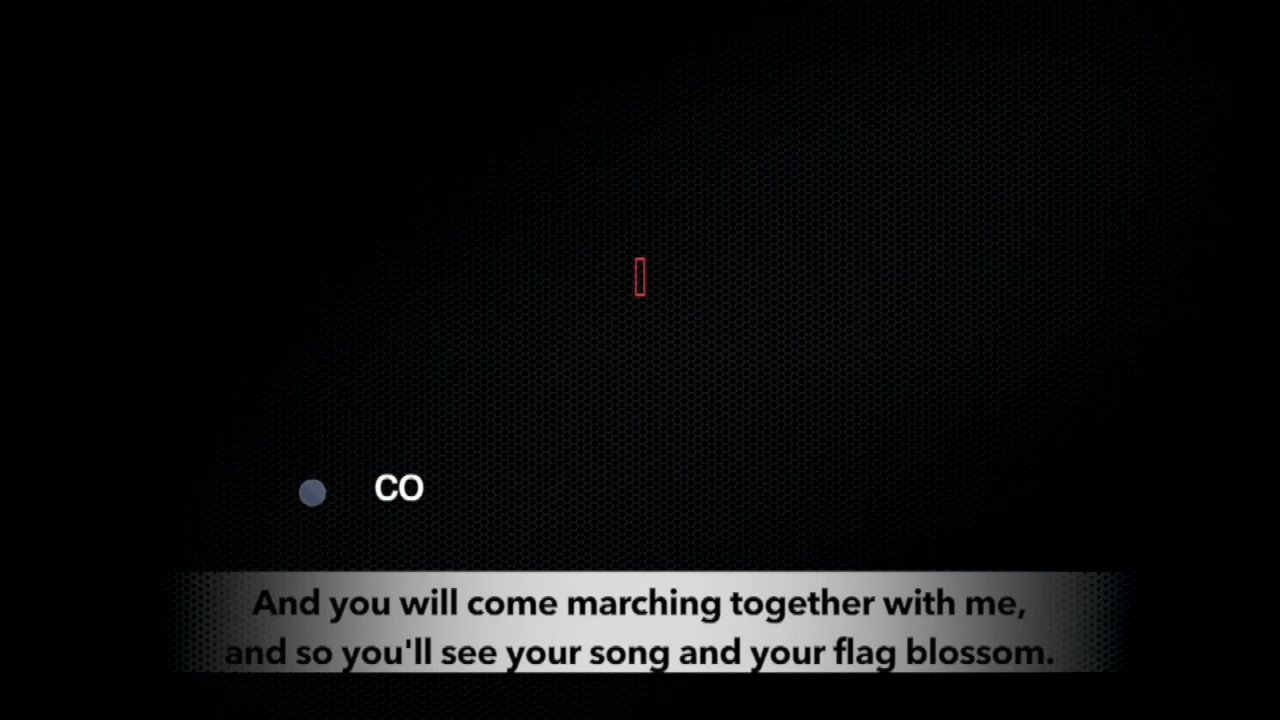 CO
And you will come marching together with me,
and so you'll see your song and your flag blossom.